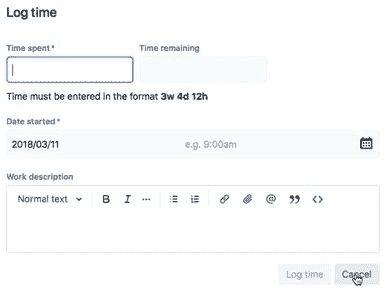 Log time
Time spent* Time remaining
Time must be entered in the format 3w 4d 12h
Date started*
2018/03/11 e.g. 9:00am
Work description
Normal text B I ... @ ” <>
Log time Cancel